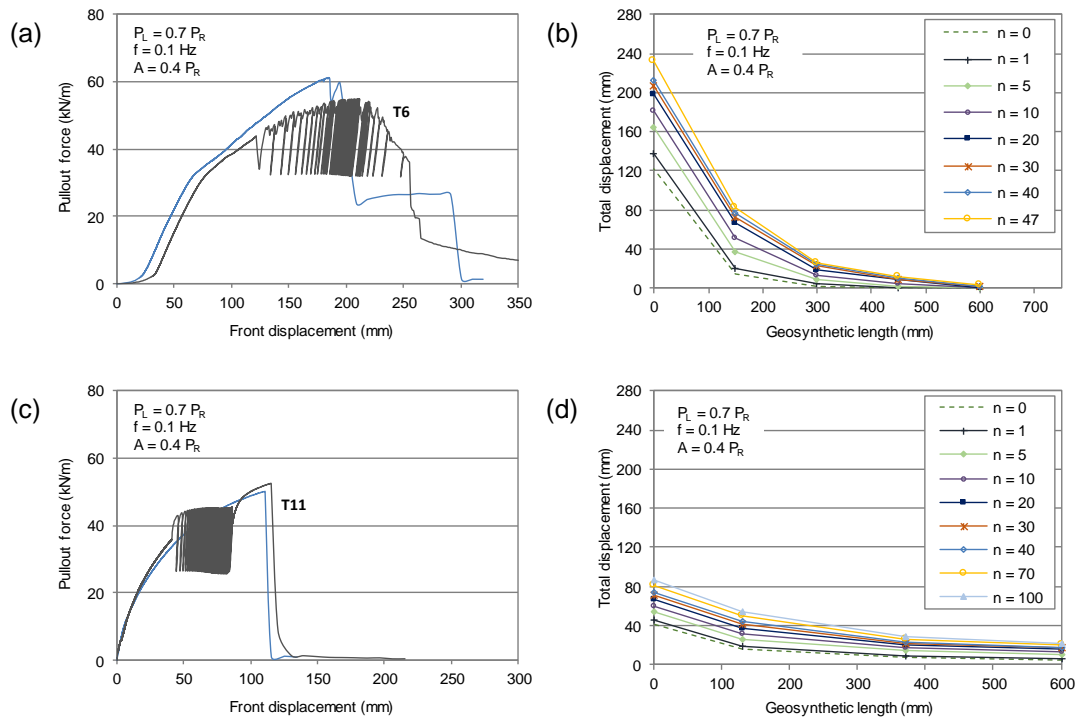 (a)
80
60
40
20
0
Pullout force (kN/m)
P_L = 0.7 P_R
f = 0.1 Hz
A = 0.4 P_R
T6
0 50 100 150 200 250 300 350
Front displacement (mm)
(b)
280
240
200
160
120
80
40
0
Total displacement (mm)
P_L = 0.7 P_R
f = 0.1 Hz
A = 0.4 P_R
n = 0
n = 1
n = 5
n = 10
n = 20
n = 30
n = 40
n = 47
0 100 200 300 400 500 600 700
Geosynthetic length (mm)
(c)
80
60
40
20
0
Pullout force (kN/m)
P_L = 0.7 P_R
f = 0.1 Hz
A = 0.4 P_R
T11
0 50 100 150 200 250 300 350
Front displacement (mm)
(d)
280
240
200
160
120
80
40
0
Total displacement (mm)
P_L = 0.7 P_R
f = 0.1 Hz
A = 0.4 P_R
n = 0
n = 1
n = 5
n = 10
n = 20
n = 30
n = 40
n = 70
n = 100
0 100 200 300 400 500 600
Geosynthetic length (mm)